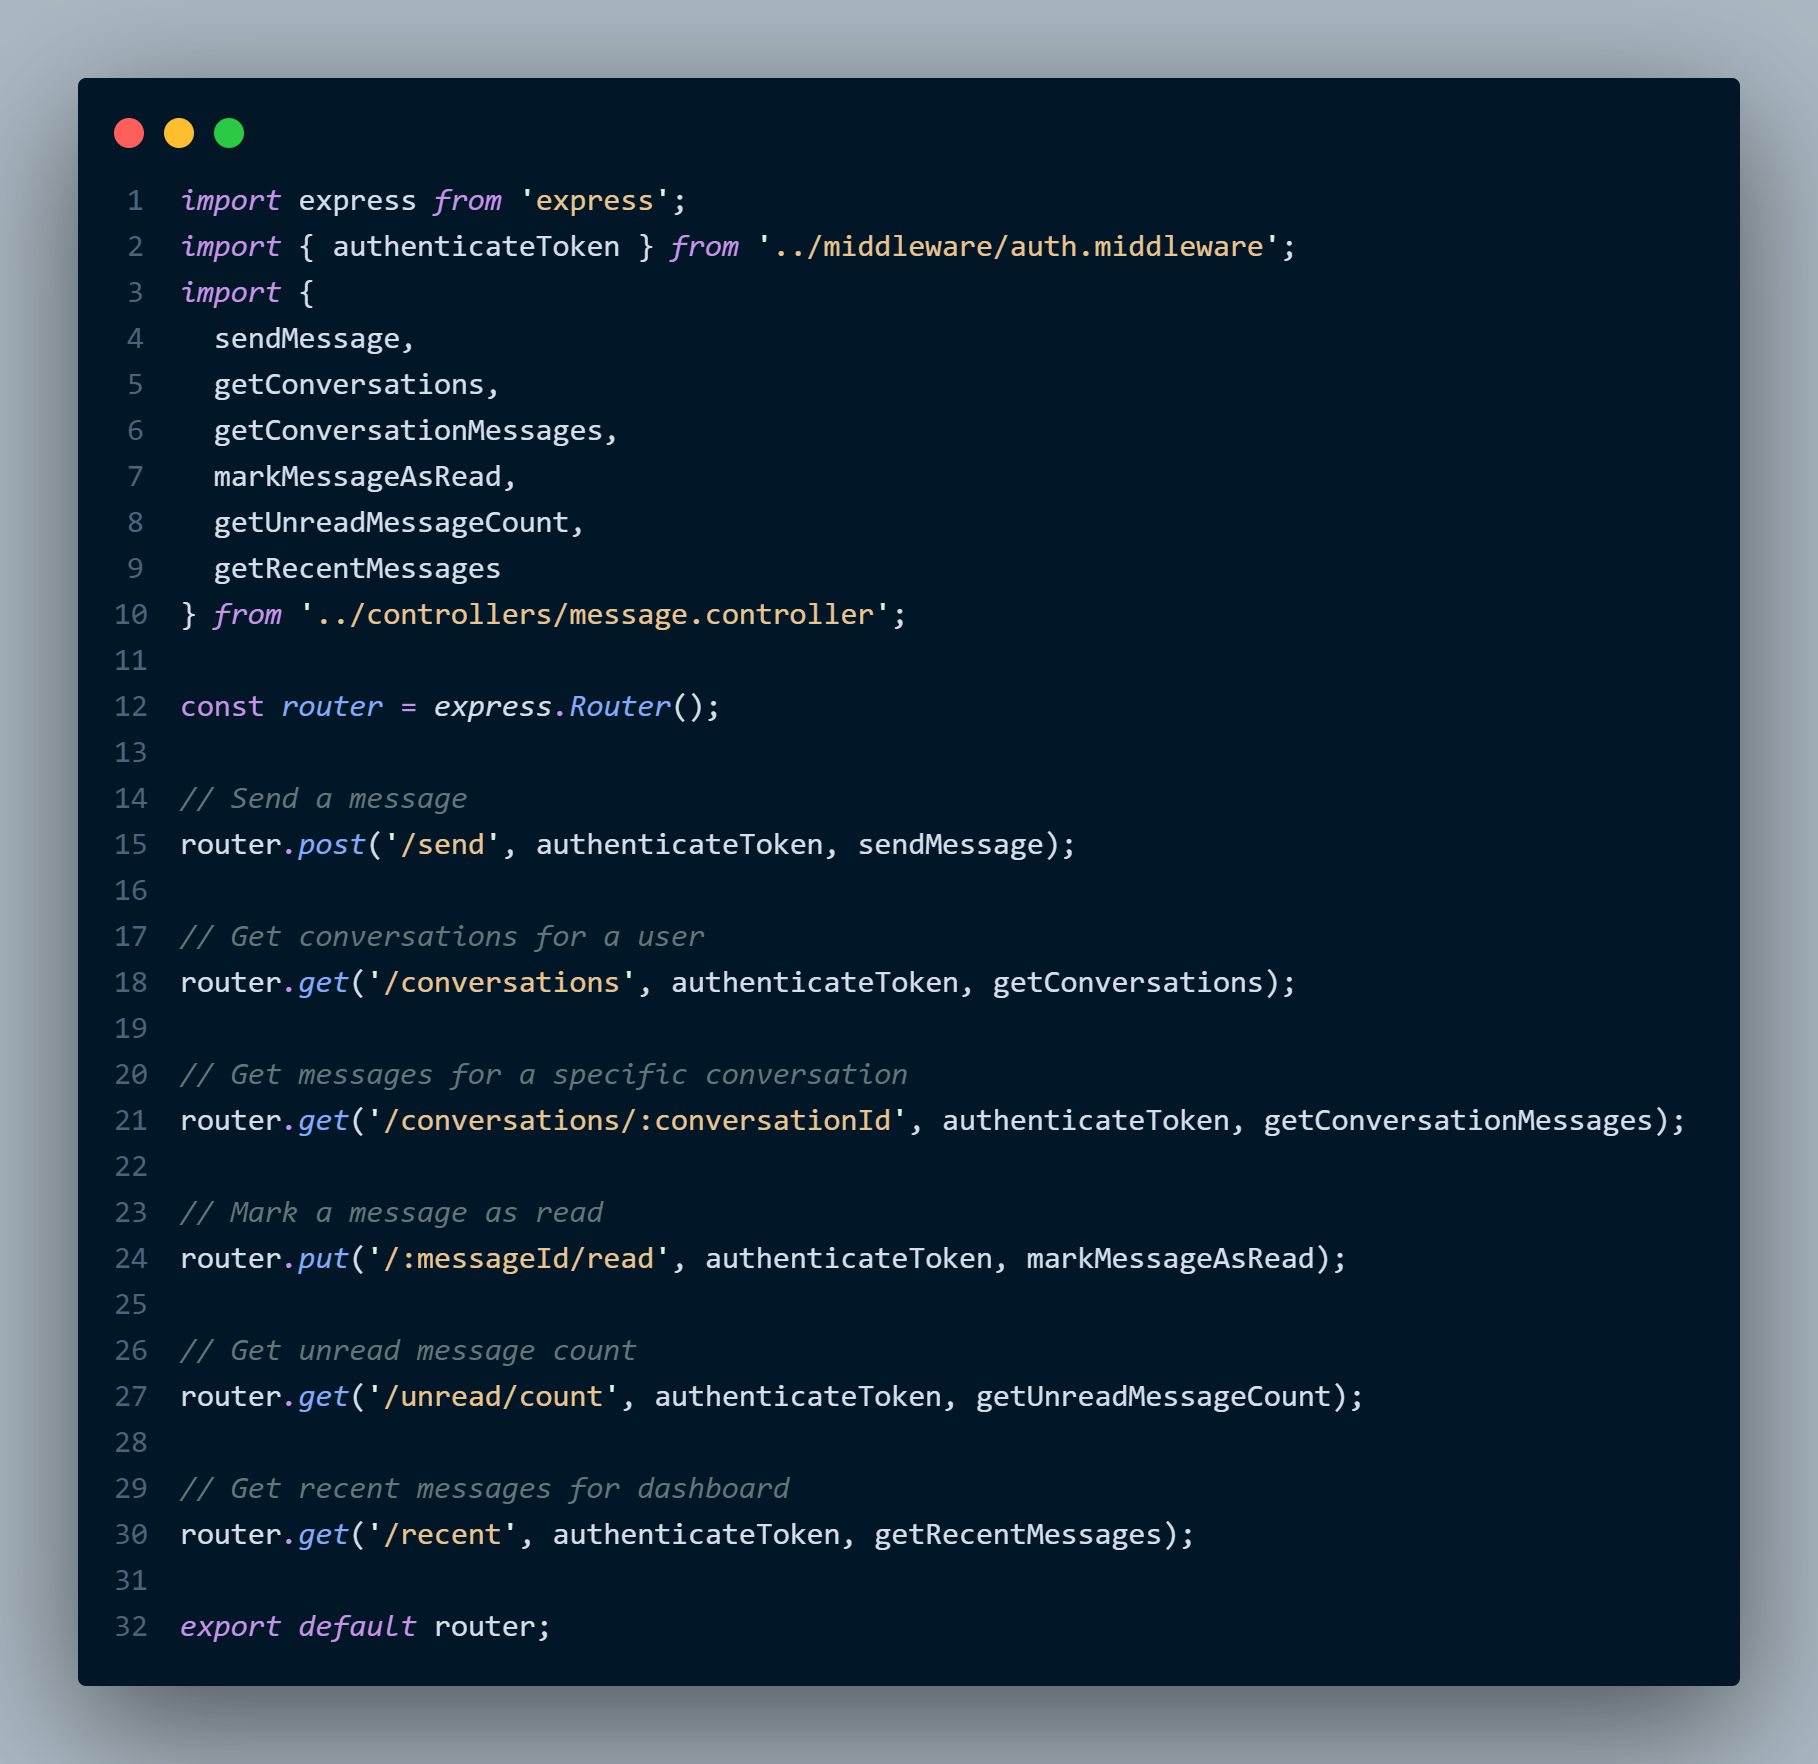 1 import express from 'express';
2 import { authenticateToken } from '../middleware/auth.middleware';
3 import {
4   sendMessage,
5   getConversations,
6   getConversationMessages,
7   markMessageAsRead,
8   getUnreadMessageCount,
9   getRecentMessages
10 } from '../controllers/message.controller';
11
12 const router = express.Router();
13
14 // Send a message
15 router.post('/send', authenticateToken, sendMessage);
16
17 // Get conversations for a user
18 router.get('/conversations', authenticateToken, getConversations);
19
20 // Get messages for a specific conversation
21 router.get('/conversations/:conversationId', authenticateToken, getConversationMessages);
22
23 // Mark a message as read
24 router.put('/:messageId/read', authenticateToken, markMessageAsRead);
25
26 // Get unread message count
27 router.get('/unread/count', authenticateToken, getUnreadMessageCount);
28
29 // Get recent messages for dashboard
30 router.get('/recent', authenticateToken, getRecentMessages);
31
32 export default router;